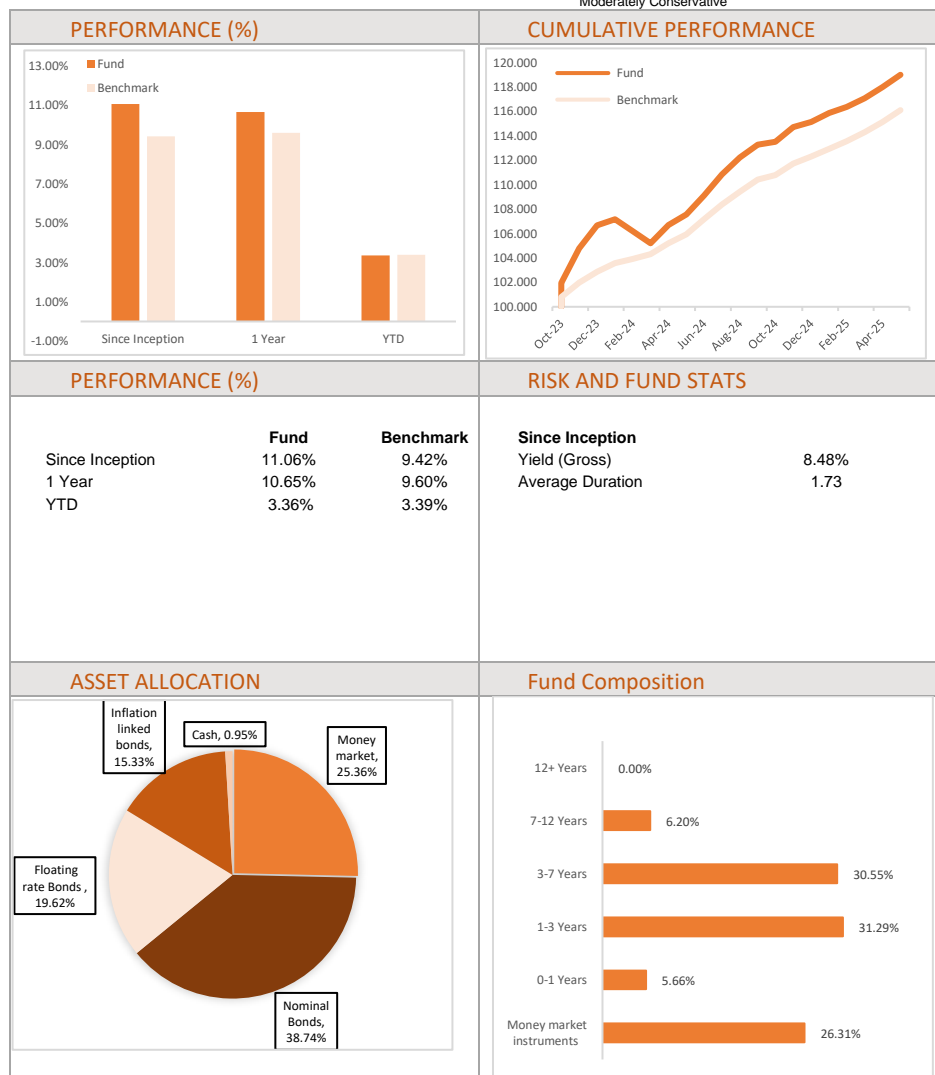 Moderately Conservative
PERFORMANCE (%)
13.00%
11.00%
9.00%
7.00%
5.00%
3.00%
1.00%
-1.00%
Fund
Benchmark
Since Inception
1 Year
YTD
CUMULATIVE PERFORMANCE
120.000
118.000
116.000
114.000
112.000
110.000
108.000
106.000
104.000
102.000
100.000
Fund
Benchmark
Oct-23
Dec-23
Feb-24
Apr-24
Jun-24
Aug-24
Oct-24
Dec-24
Feb-25
Apr-25
PERFORMANCE (%)
Fund Benchmark
Since Inception 11.06% 9.42%
1 Year 10.65% 9.60%
YTD 3.36% 3.39%
RISK AND FUND STATS
Since Inception
Yield (Gross) 8.48%
Average Duration 1.73
ASSET ALLOCATION
Inflation
linked
bonds,
15.33%
Cash, 0.95%
Money
market,
25.36%
Floating
rate Bonds ,
19.62%
Nominal
Bonds,
38.74%
Fund Composition
12+ Years 0.00%
7-12 Years 6.20%
3-7 Years 30.55%
1-3 Years 31.29%
0-1 Years 5.66%
Money market
instruments 26.31%